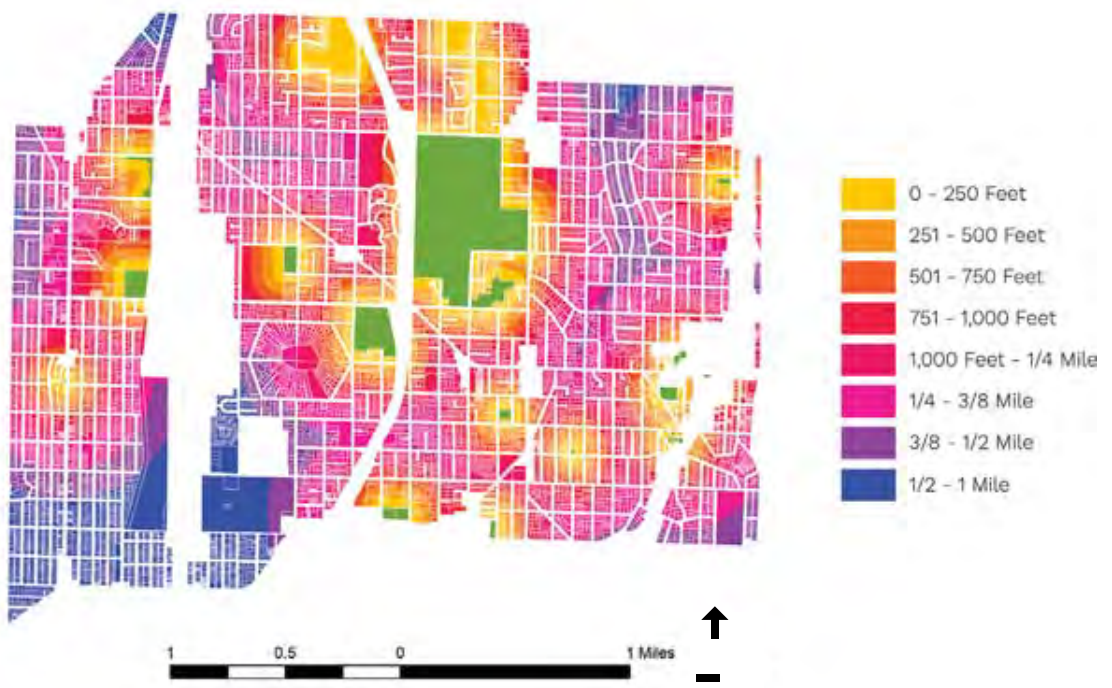 0 - 250 Feet
251 - 500 Feet
501 - 750 Feet
751 - 1,000 Feet
1,000 Feet - 1/4 Mile
1/4 - 3/8 Mile
3/8 - 1/2 Mile
1/2 - 1 Mile
1 0.5 0 1 Miles